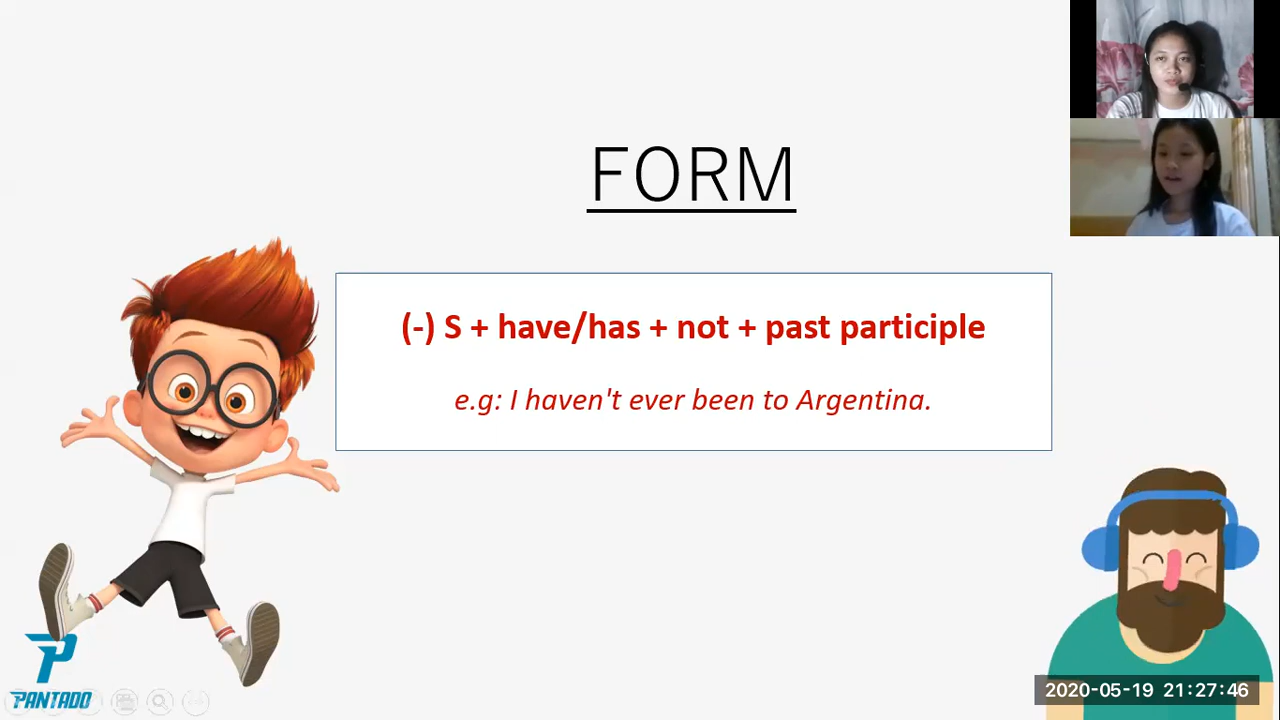 FORM
(-) S + have/has + not + past participle
e.g: I haven't ever been to Argentina.
PANTADO
2020-05-19 21:27:46